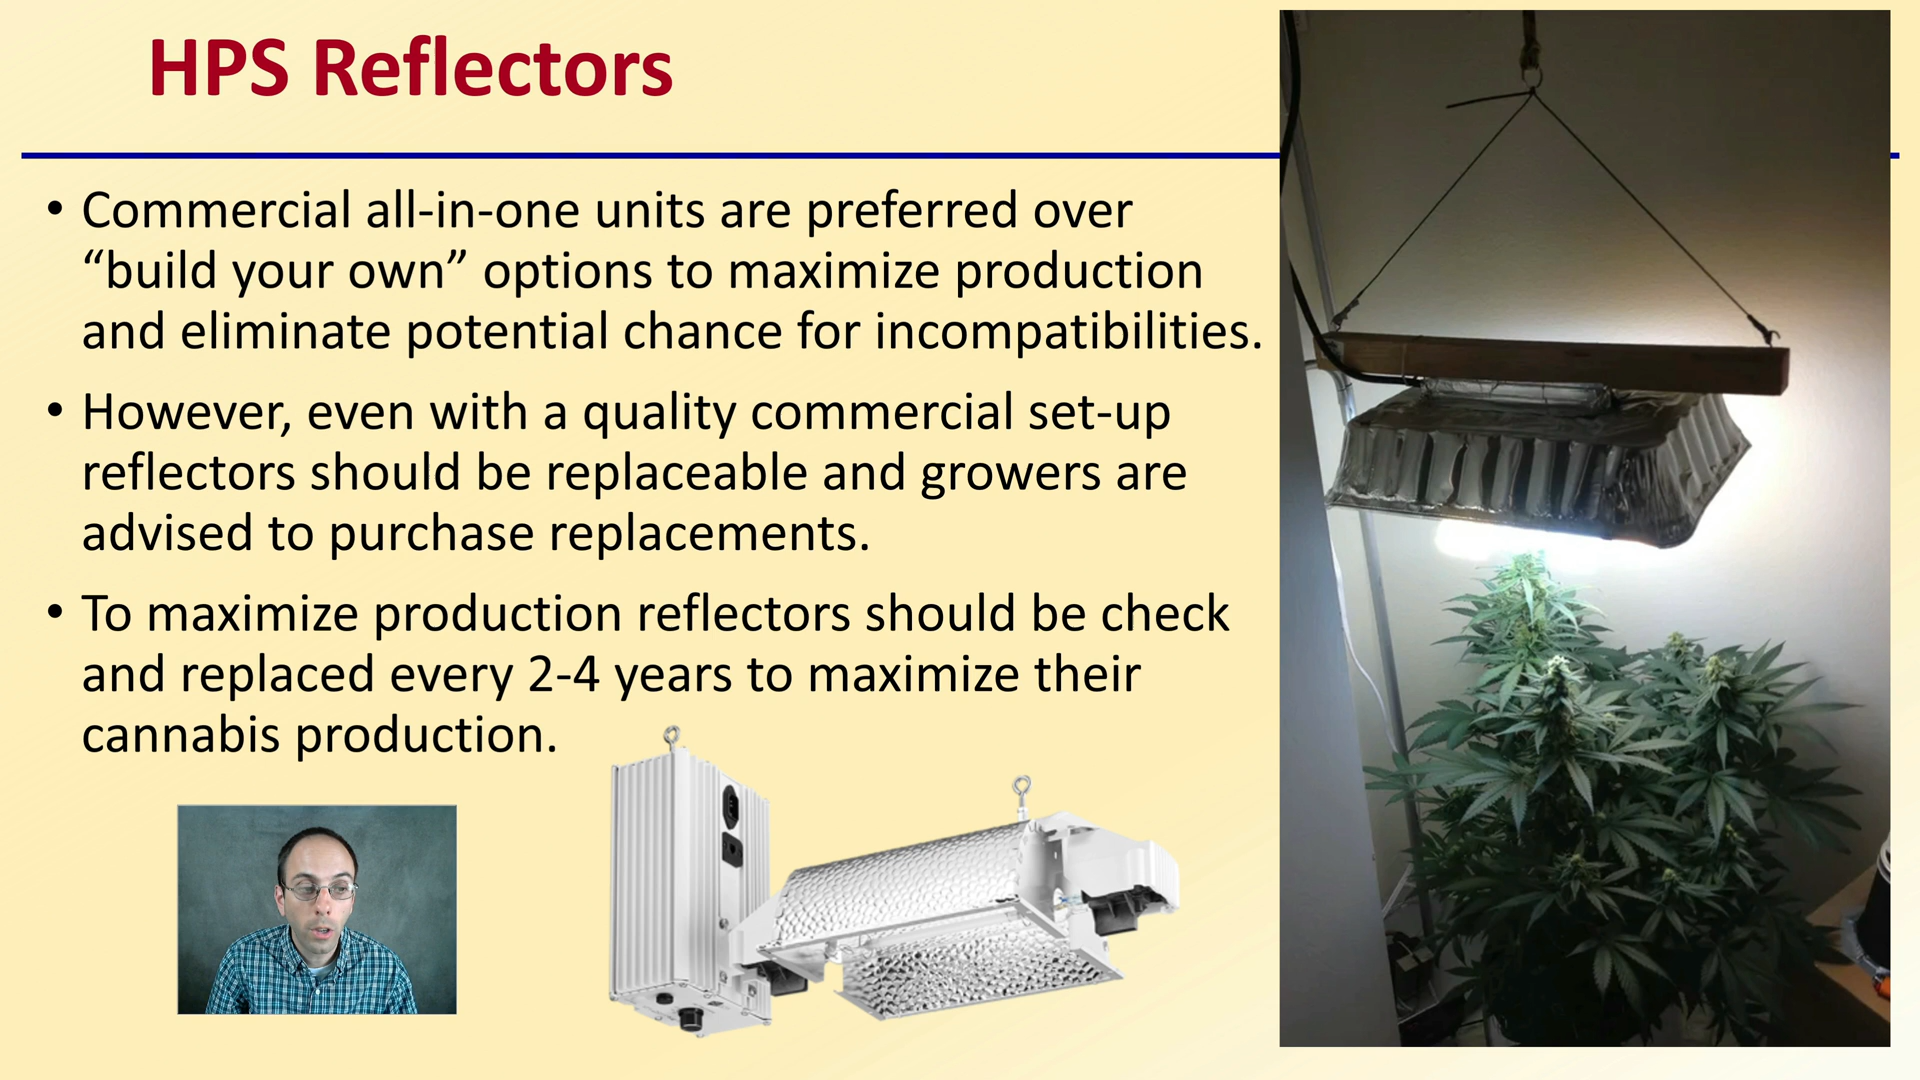 HPS Reflectors
• Commercial all-in-one units are preferred over
“build your own” options to maximize production
and eliminate potential chance for incompatibilities.
• However, even with a quality commercial set-up
reflectors should be replaceable and growers are
advised to purchase replacements.
• To maximize production reflectors should be check
and replaced every 2-4 years to maximize their
cannabis production.